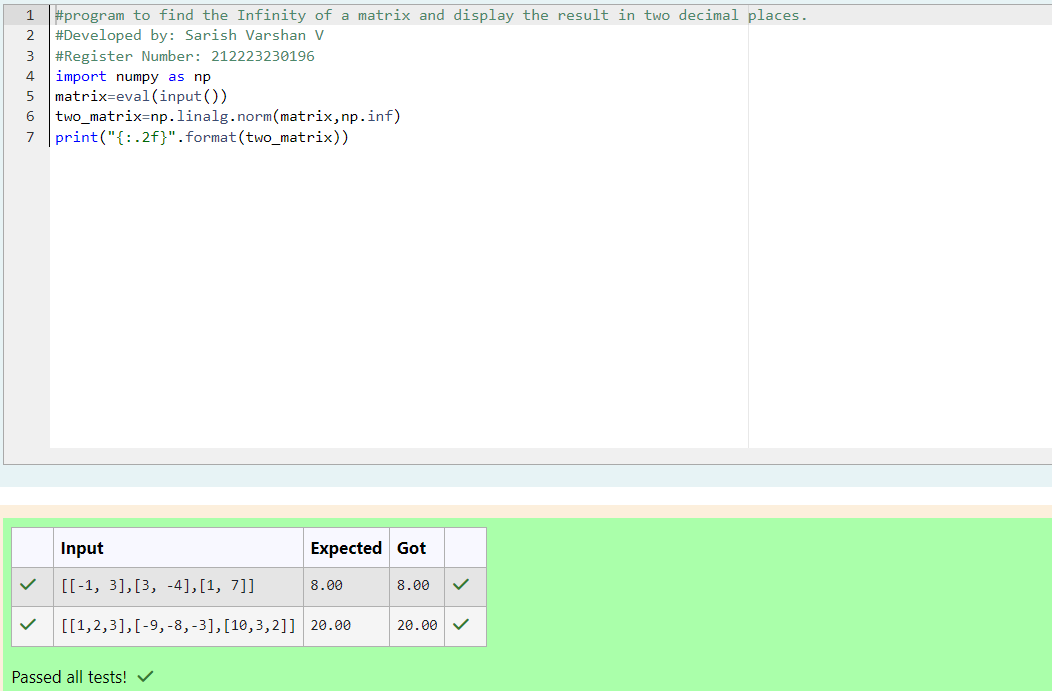 1 #program to find the Infinity of a matrix and display the result in two decimal places.
2 #Developed by: Sarish Varshan V
3 #Register Number: 212223230196
4 import numpy as np
5 matrix=eval(input())
6 two_matrix=np.linalg.norm(matrix,np.inf)
7 print("{:.2f}".format(two_matrix))
Input Expected Got
[[-1, 3],[3, -4],[1, 7]] 8.00 8.00
[[1,2,3],[-9,-8,-3],[10,3,2]] 20.00 20.00
Passed all tests!